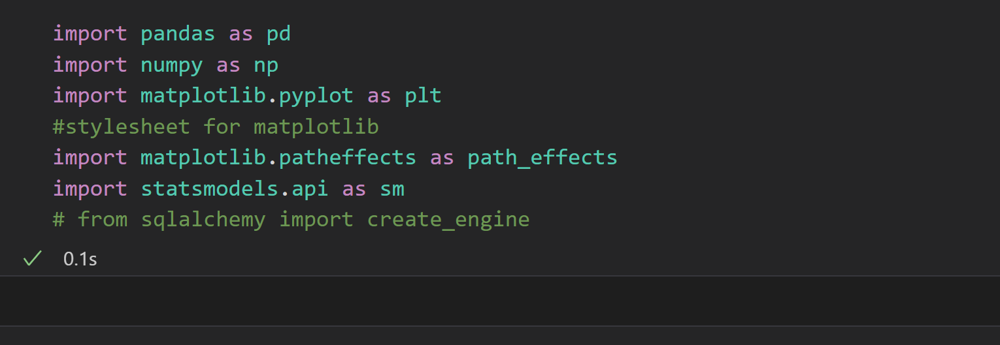 import pandas as pd
import numpy as np
import matplotlib.pyplot as plt
#stylesheet for matplotlib
import matplotlib.patheffects as path_effects
import statsmodels.api as sm
# from sqlalchemy import create_engine
0.1s